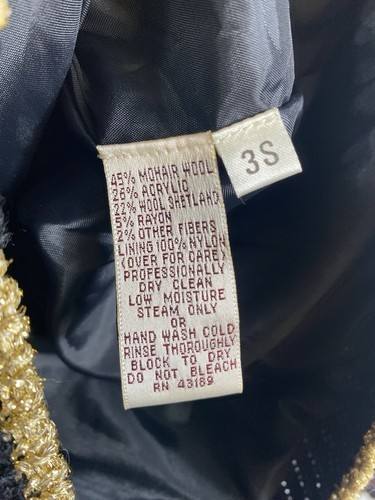 45% MOHAIR WOOL
26% ACRYLIC
22% WOOL SHETLAND
5% RAYON
2% OTHER FIBERS
LINING 100% NYLON
(OVER FOR CARE)
PROFESSIONALLY
DRY CLEAN
LOW MOISTURE
STEAM ONLY
OR
HAND WASH COLD
RINSE THOROUGHLY
BLOCK TO DRY
DO NOT BLEACH
RN 43189
3S